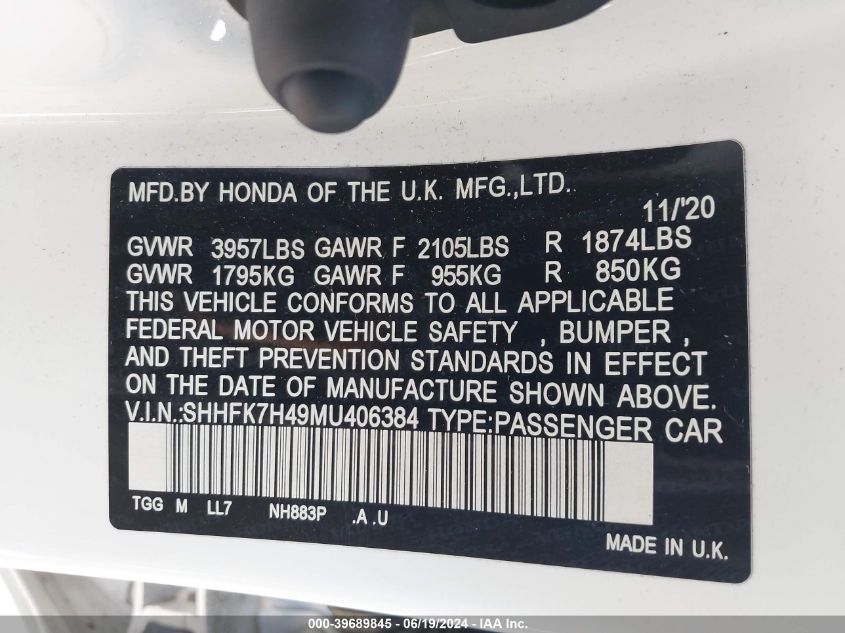 MFD.BY HONDA OF THE U.K. MFG.,LTD.
11/'20
GVWR 3957LBS GAWR F 2105LBS R 1874LBS
GVWR 1795KG GAWR F 955KG R 850KG
THIS VEHICLE CONFORMS TO ALL APPLICABLE
FEDERAL MOTOR VEHICLE SAFETY , BUMPER ,
AND THEFT PREVENTION STANDARDS IN EFFECT
ON THE DATE OF MANUFACTURE SHOWN ABOVE.
V.I.N.:SHHFK7H49MU406384 TYPE:PASSENGER CAR
TGG M LL7 NH883P .A .U
MADE IN U.K.
000-39689845 - 06/19/2024 - IAA Inc.